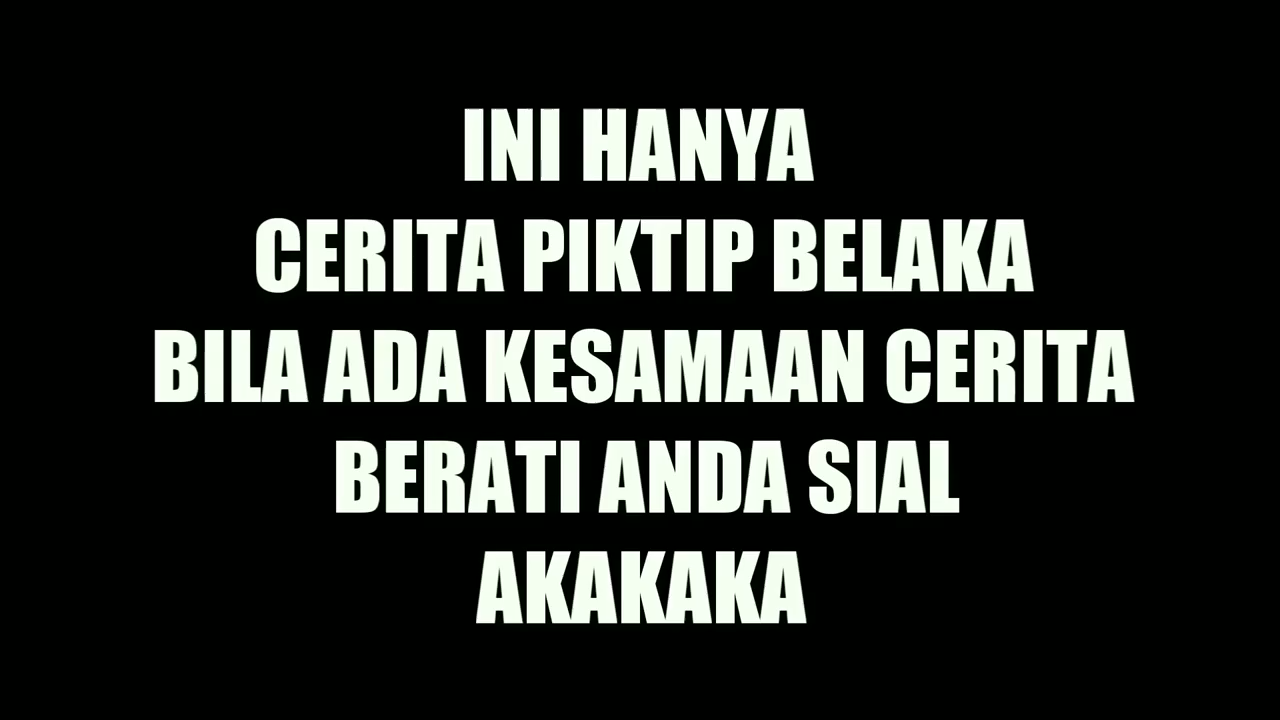 INI HANYA
CERITA PIKTIP BELAKA
BILA ADA KESAMAAN CERITA
BERATI ANDA SIAL
AKAKAKA